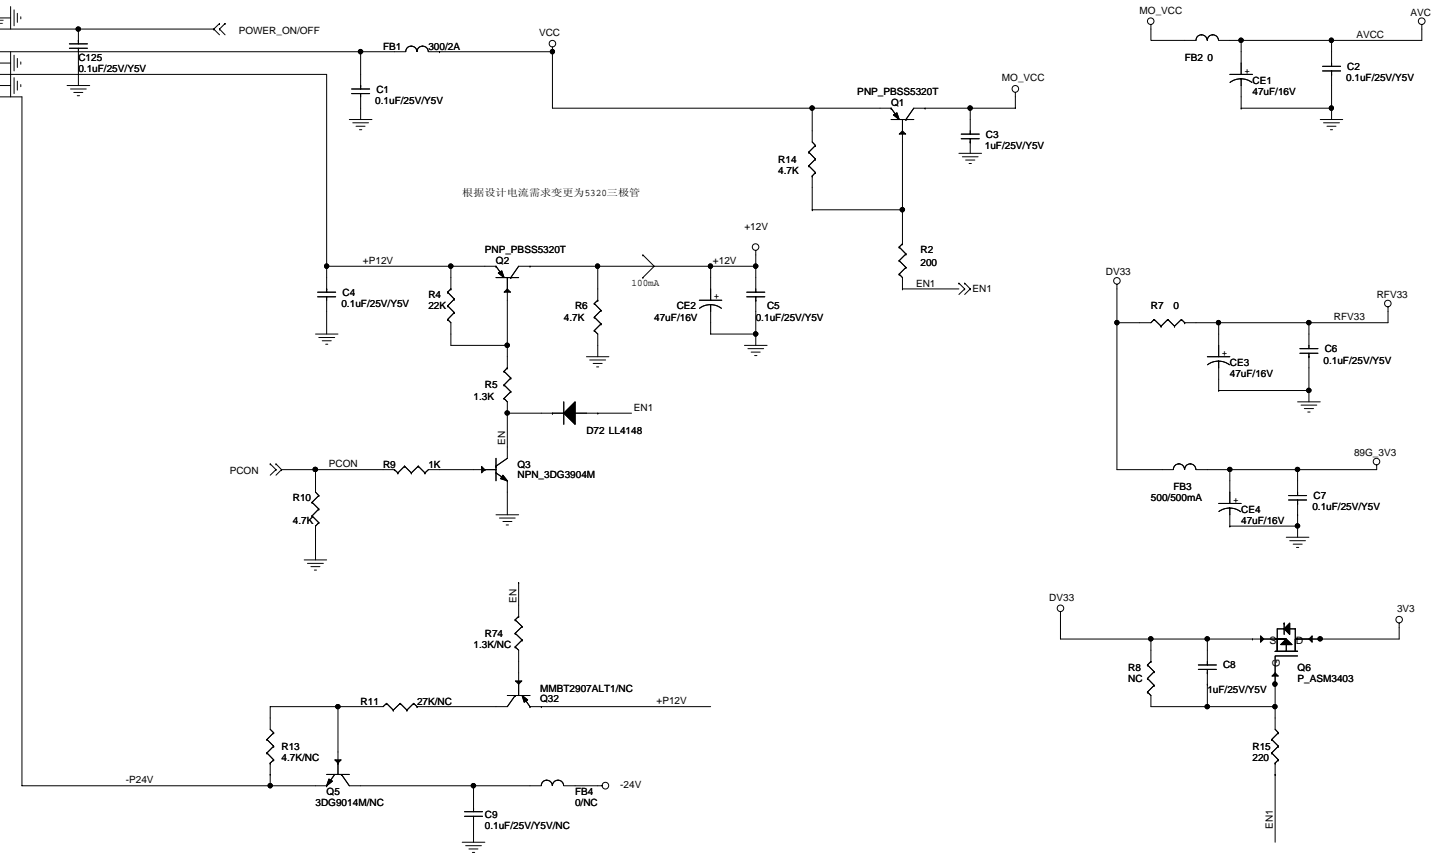 POWER_ON/OFF
C125
0.1uF/25V/Y5V
FB1 300/2A
VCC
C1
0.1uF/25V/Y5V
MO_VCC
AVC
AVCC
FB2 0
CE1
47uF/16V
C2
0.1uF/25V/Y5V
PNP_PBSS5320T
Q1
MO_VCC
C3
1uF/25V/Y5V
R14
4.7K
根据设计电流需求变更为5320三极管
R2
200
EN1
EN1
+P12V
PNP_PBSS5320T
Q2
+12V
+12V
100mA
C4
0.1uF/25V/Y5V
R4
22K
R6
4.7K
CE2
47uF/16V
C5
0.1uF/25V/Y5V
R5
1.3K
EN1
D72 LL4148
EN
PCON
PCON
R9 1K
Q3
NPN_3DG3904M
R10
4.7K
DV33
R7 0
RFV33
RFV33
CE3
47uF/16V
C6
0.1uF/25V/Y5V
89G_3V3
FB3
500/500mA
CE4
47uF/16V
C7
0.1uF/25V/Y5V
EN
R74
1.3K/NC
MMBT2907ALT1/NC
Q32
+P12V
R11 27K/NC
R13
4.7K/NC
-P24V
Q5
3DG9014M/NC
FB4
0/NC
-24V
C9
0.1uF/25V/Y5V/NC
DV33
3V3
S
D
G
Q6
P_ASM3403
R8
NC
C8
1uF/25V/Y5V
R15
220
EN1